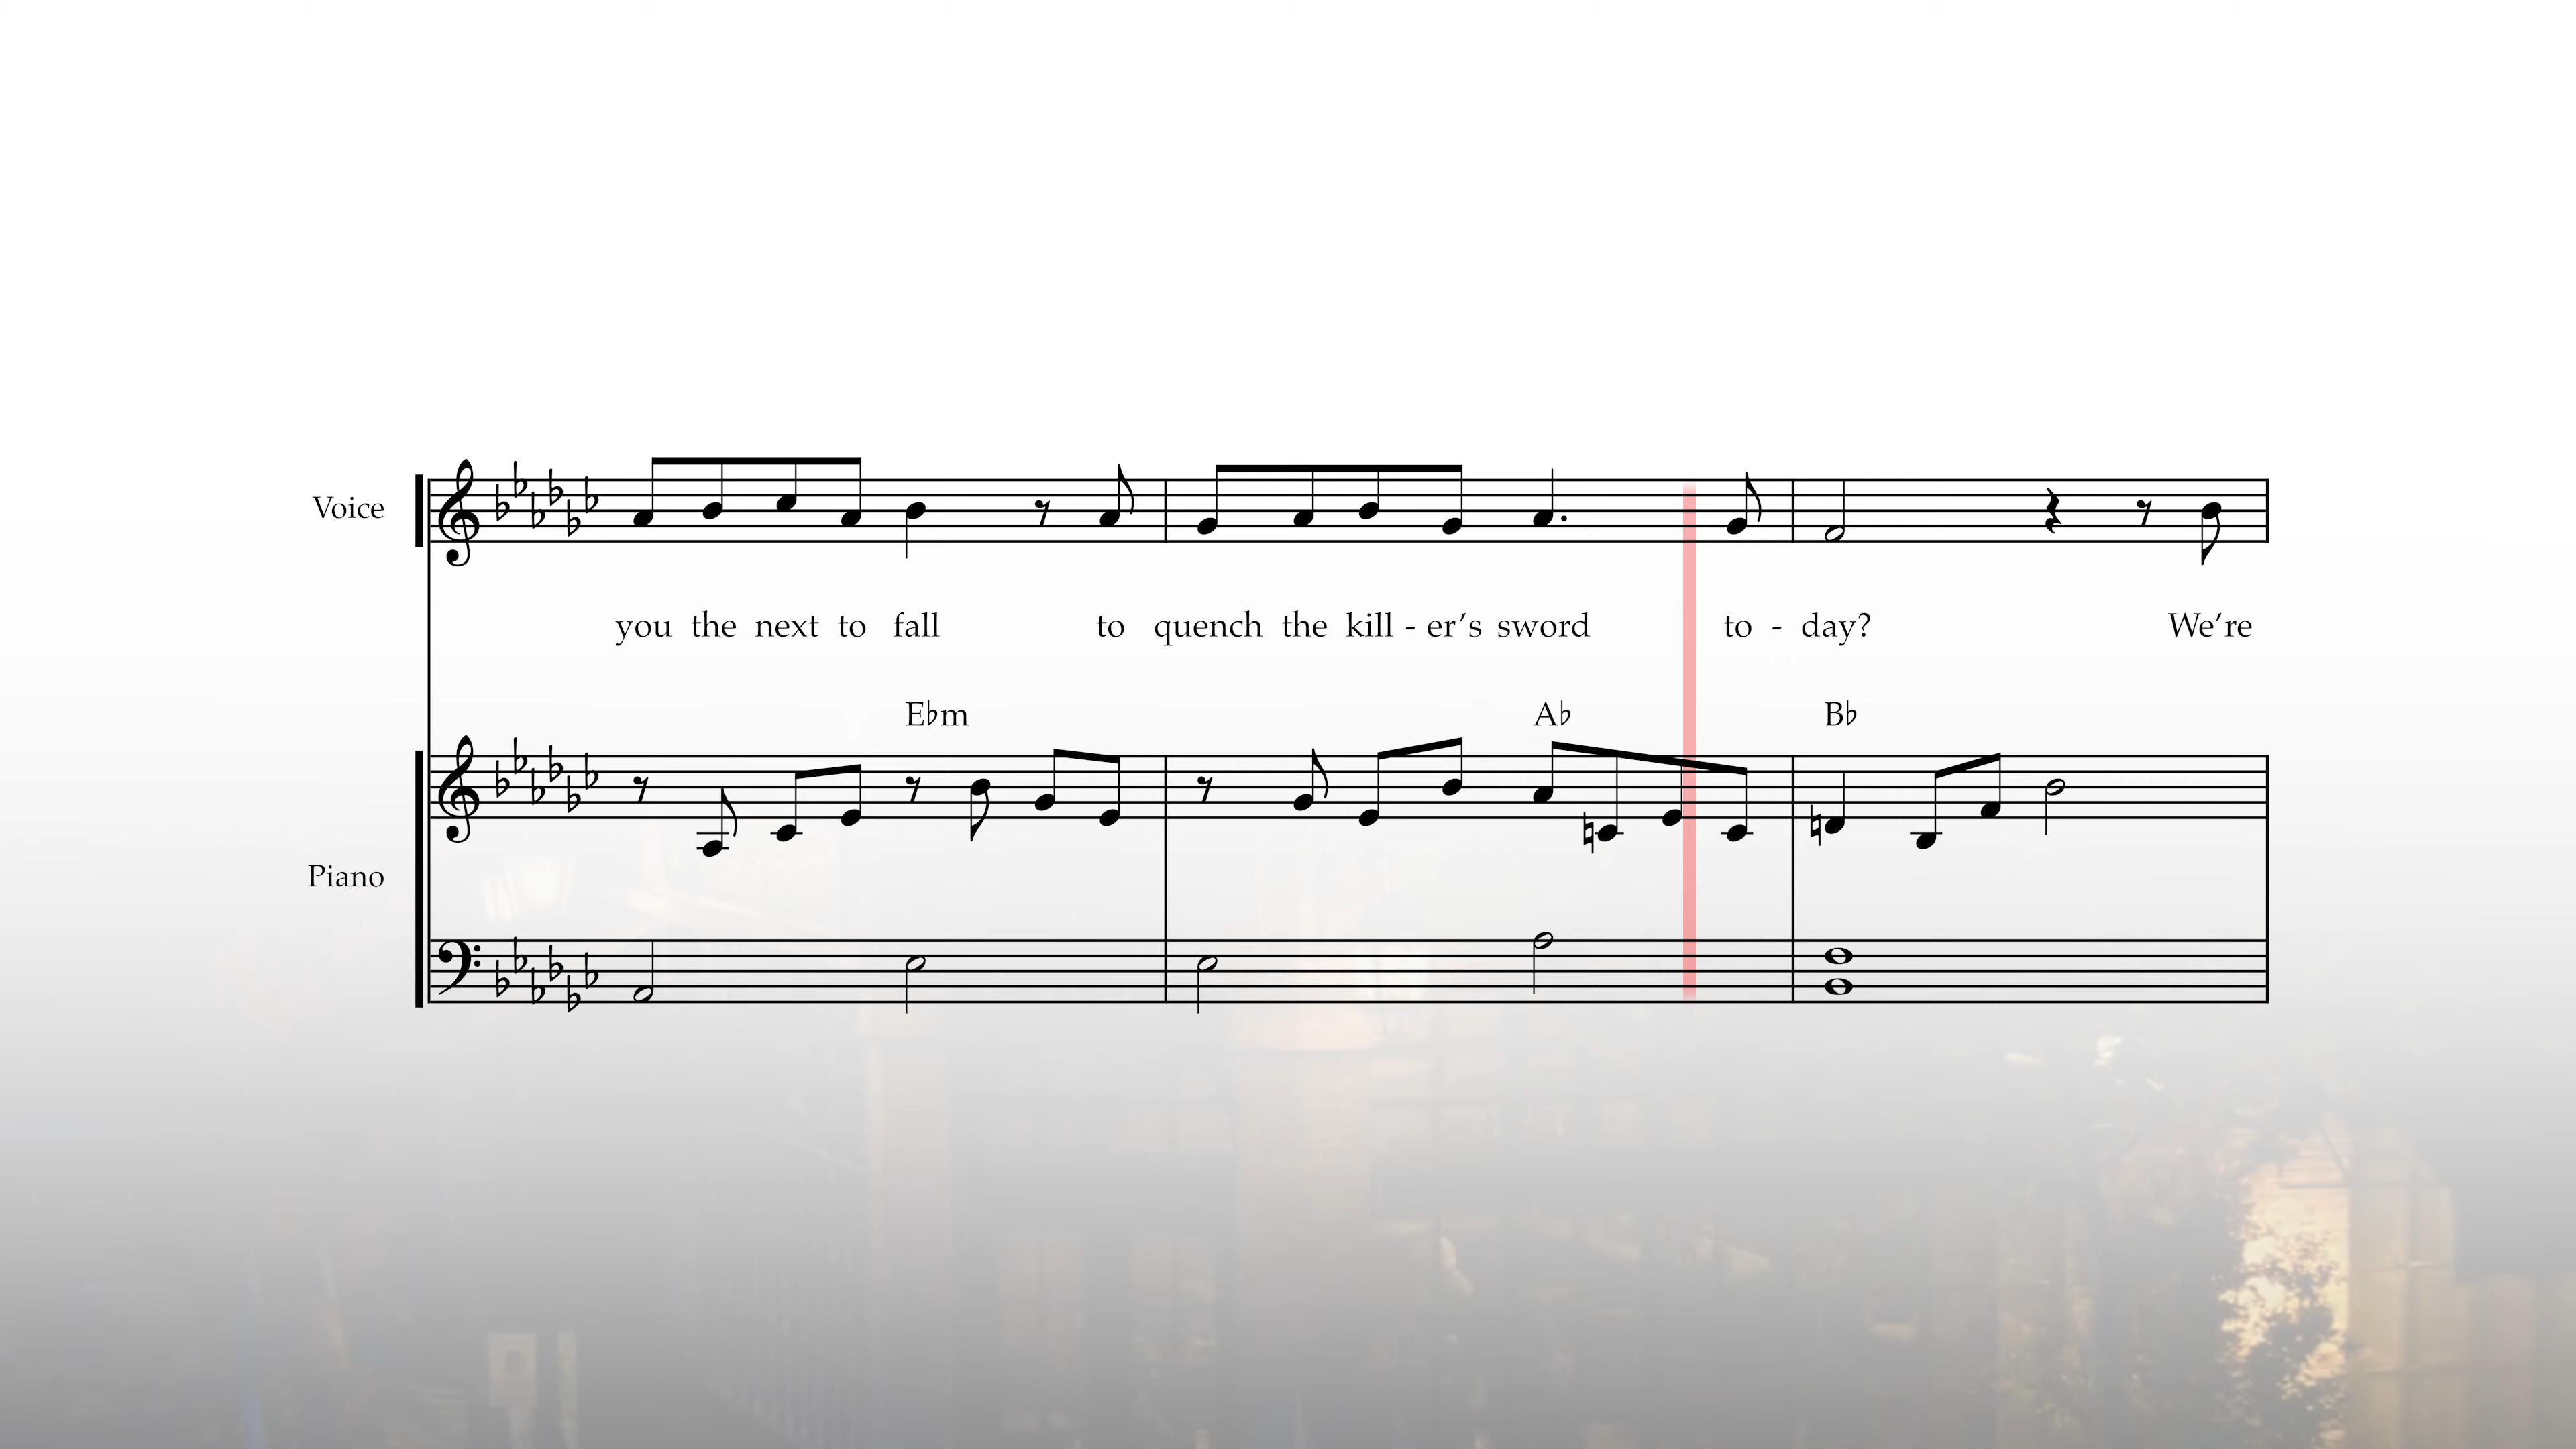 Voice
you the next to fall to quench the kill - er’s sword to - day? We’re
E♭m A♭ B♭
Piano